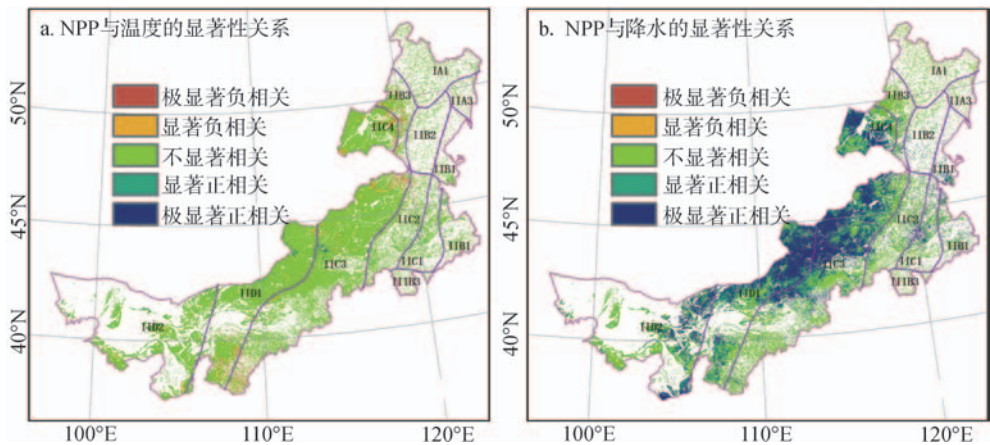 a. NPP与温度的显著性关系
极显著负相关
显著负相关
不显著相关
显著正相关
极显著正相关
IA1
IIB3
IIA3
IIC4
IIB2
IIB1
IIC2
IIB1
IIC1
IIC3
IIIB3
IID1
IID2
50°N
45°N
40°N
100°E
110°E
120°E
b. NPP与降水的显著性关系
极显著负相关
显著负相关
不显著相关
显著正相关
极显著正相关
IA1
IIB3
IIA3
IIC4
IIB2
IIB1
IIC2
IIB1
IIC1
IIC3
IIIB3
IID1
IID2
50°N
45°N
40°N
100°E
110°E
120°E